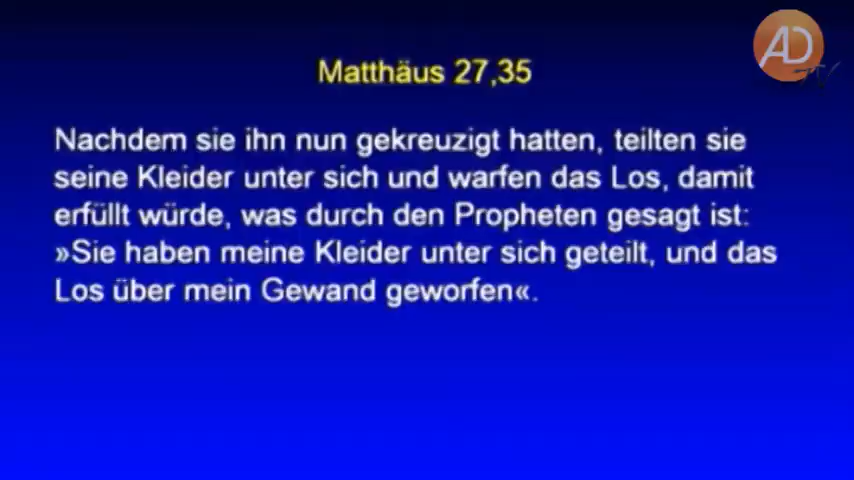 AD
TV
Matthäus 27,35
Nachdem sie ihn nun gekreuzigt hatten, teilten sie
seine Kleider unter sich und warfen das Los, damit
erfüllt würde, was durch den Propheten gesagt ist:
»Sie haben meine Kleider unter sich geteilt, und das
Los über mein Gewand geworfen«.